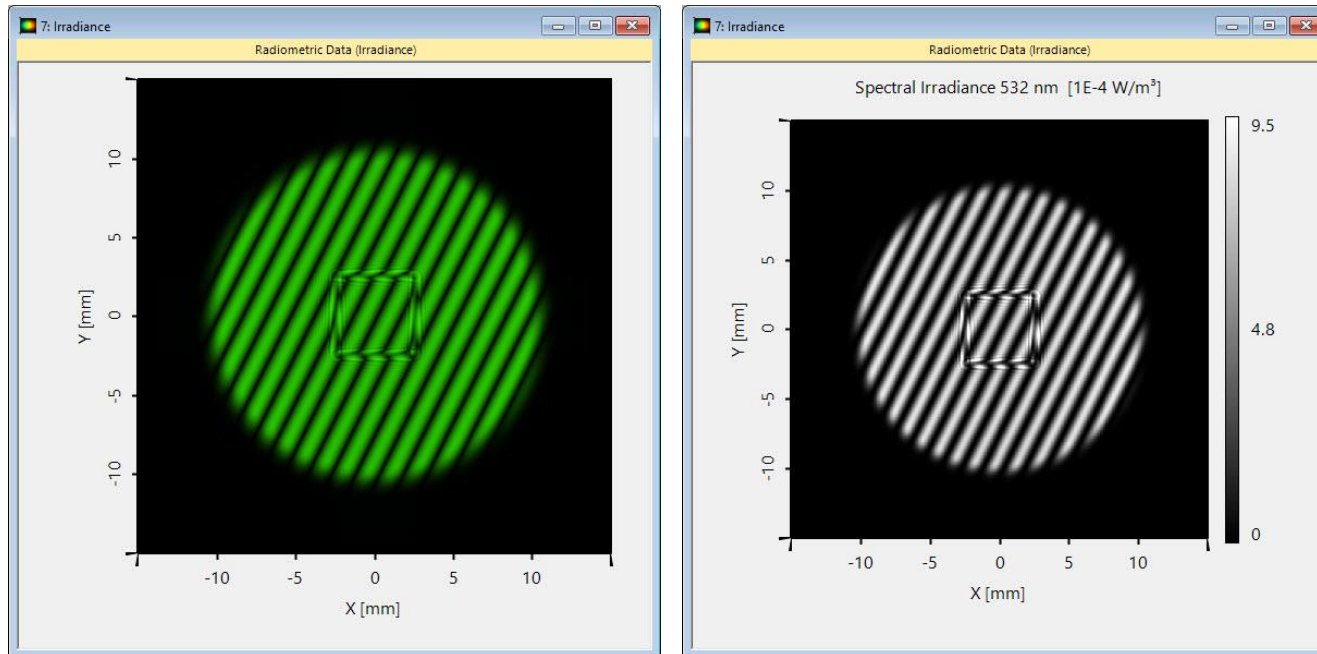 7: Irradiance
Radiometric Data (Irradiance)
10
5
0
-5
-10
Y [mm]
-10 -5 0 5 10
X [mm]
7: Irradiance
Radiometric Data (Irradiance)
Spectral Irradiance 532 nm [1E-4 W/m³]
10
5
0
-5
-10
Y [mm]
-10 -5 0 5 10
X [mm]
9.5
4.8
0